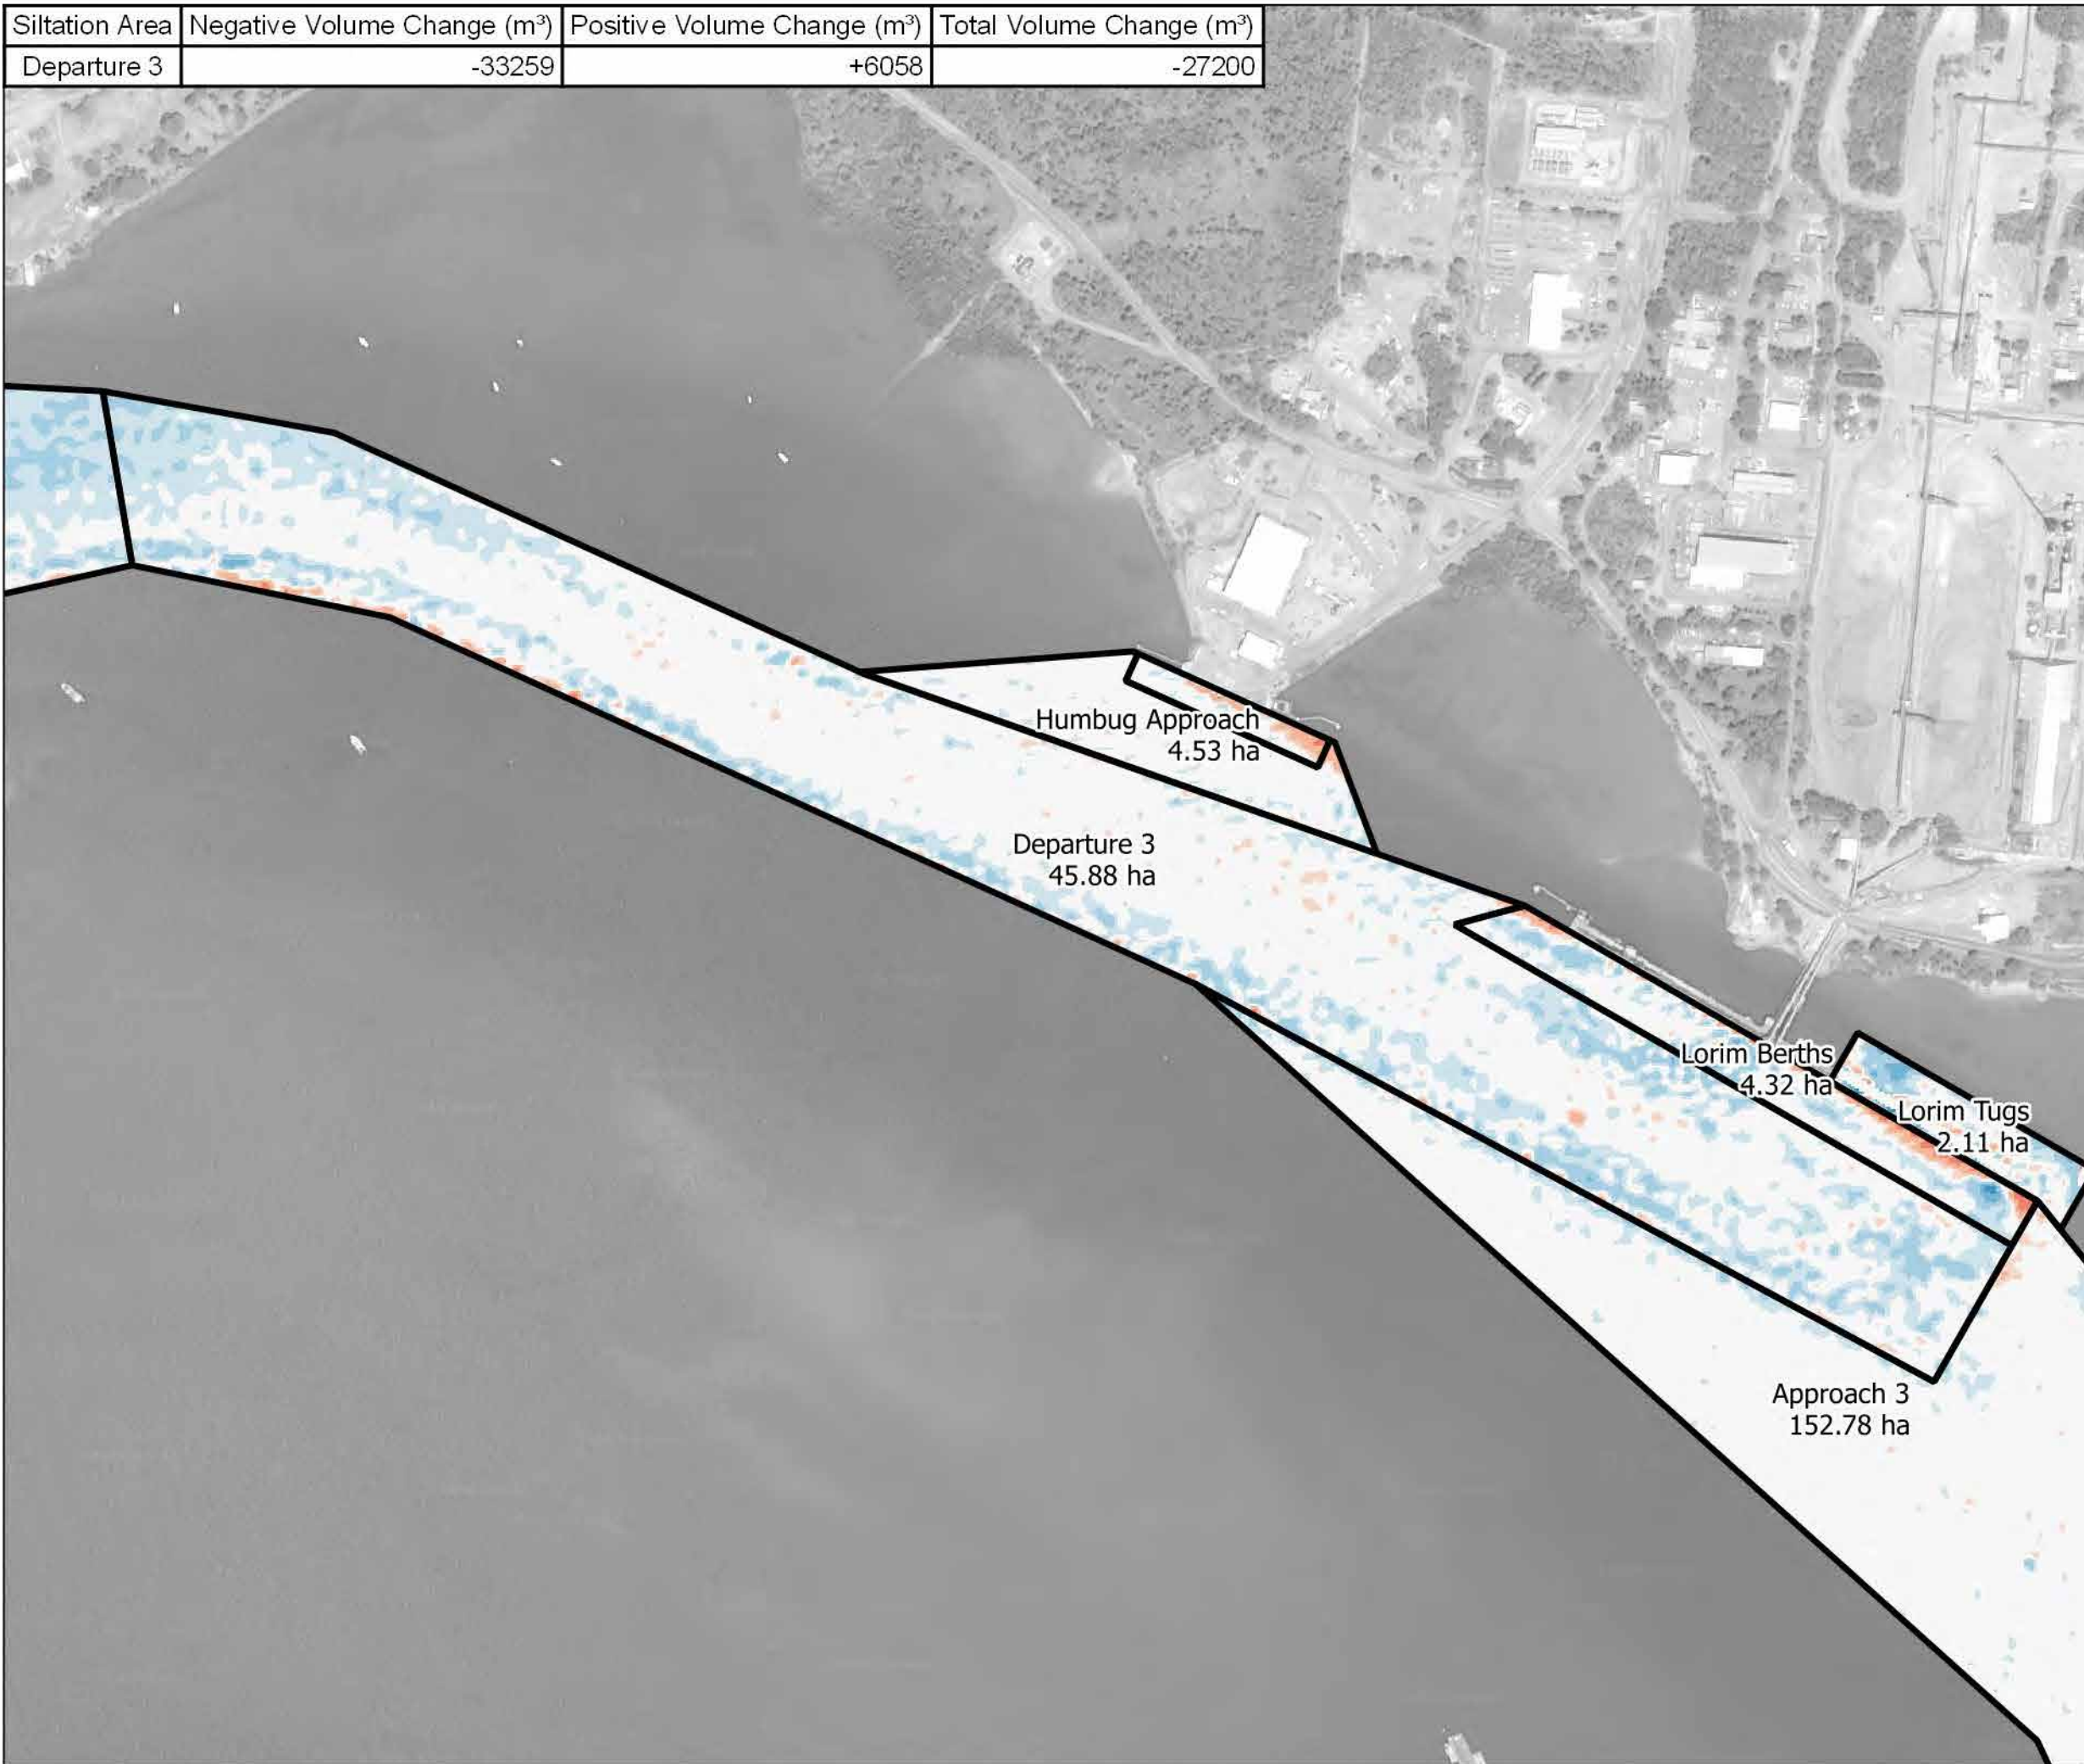 Siltation Area Negative Volume Change (m³) Positive Volume Change (m³) Total Volume Change (m³)
Departure 3 -33259 +6058 -27200
Humbug Approach
4.53 ha
Departure 3
45.88 ha
Lorim Berths
4.32 ha
Lorim Tugs
2.11 ha
Approach 3
152.78 ha